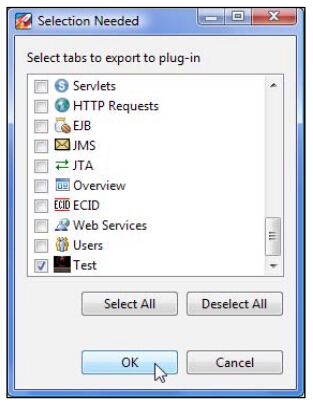 Selection Needed
Select tabs to export to plug-in
Servlets
HTTP Requests
EJB
JMS
JTA
Overview
ECID ECID
Web Services
Users
Test
Select All Deselect All
OK Cancel